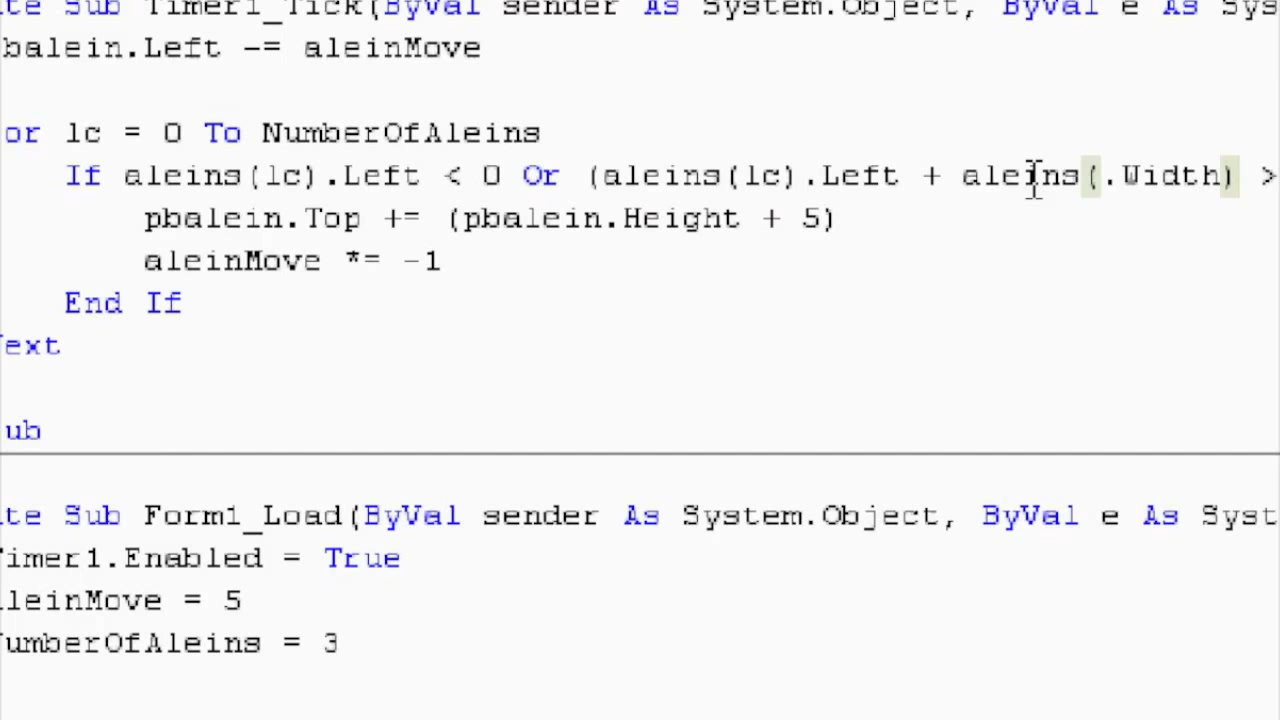 te Sub Timer1_Tick(ByVal sender As System.Object, ByVal e As Sys
balein.Left -= aleinMove
or lc = 0 To NumberOfAleins
If aleins(lc).Left < 0 Or (aleins(lc).Left + aleins(.Width) >
pbalein.Top += (pbalein.Height + 5)
aleinMove *= -1
End If
ext
ub
te Sub Form1_Load(ByVal sender As System.Object, ByVal e As Syst
imer1.Enabled = True
leinMove = 5
umberOfAleins = 3